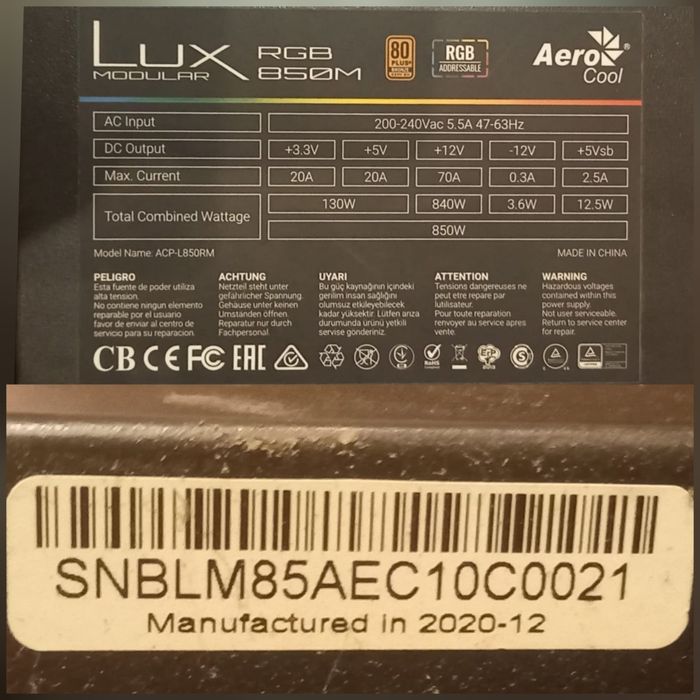 LUX RGB
MODULAR 850M
80
PLUS
BRONZE
RGB
ADDRESSABLE
AeroCool
AC Input 200-240Vac 5.5A 47-63Hz
DC Output +3.3V +5V +12V -12V +5Vsb
Max. Current 20A 20A 70A 0.3A 2.5A
Total Combined Wattage 130W 840W 3.6W 12.5W
850W
Model Name: ACP-L850RM MADE IN CHINA
PELIGRO
Esta fuente de poder utiliza
alta tension.
No contiene ningun elemento
reparable por el usuario
favor de enviar al centro de
servicio para su reparacion.
ACHTUNG
Netzteil steht unter
gefährlicher Spannung.
Gehäuse unter keinen
Umständen öffnen.
Reparatur nur durch
Fachpersonal.
UYARI
Bu güç kaynağının içindeki
gerilim insan sağlığını
olumsuz etkileyebilecek
kadar yüksektir. Lütfen arıza
durumunda ürünü yetkili
servise gönderiniz.
ATTENTION
Tensions dangereuses ne
peut etre repare par
lutilisateur.
Pour toute reparation
renvoyer au service apres
vente.
WARNING
Hazardous voltages
contained within this
power supply.
Not user serviceable.
Return to service center
for repair.
CB CE FC EAC
RoHS
SNBLM85AEC10C0021
Manufactured in 2020-12